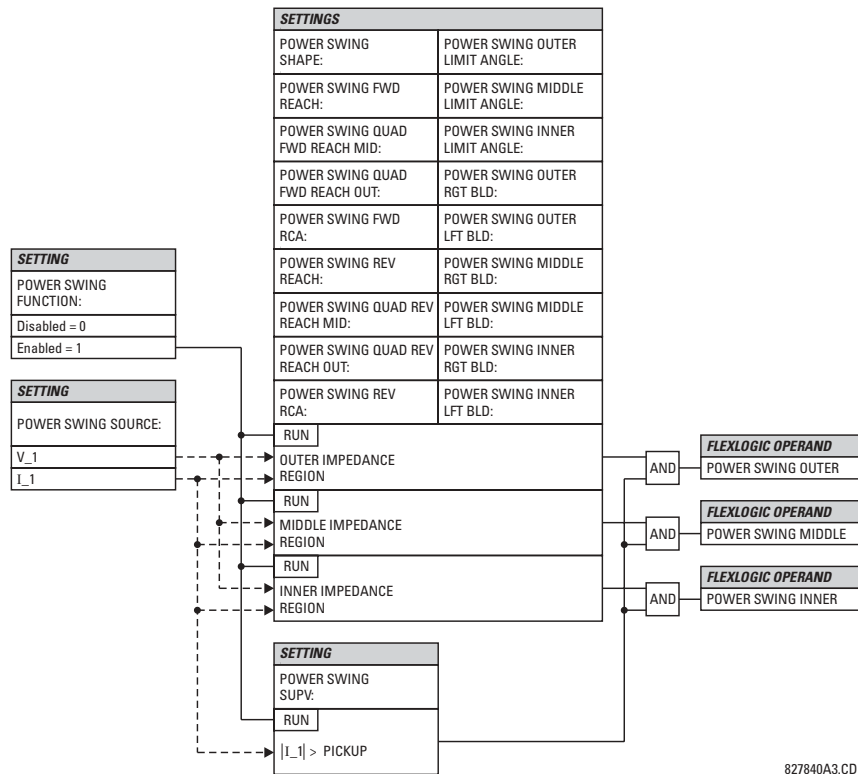 SETTINGS
POWER SWING
SHAPE:
POWER SWING OUTER
LIMIT ANGLE:
POWER SWING FWD
REACH:
POWER SWING MIDDLE
LIMIT ANGLE:
POWER SWING QUAD
FWD REACH MID:
POWER SWING INNER
LIMIT ANGLE:
POWER SWING QUAD
FWD REACH OUT:
POWER SWING OUTER
RGT BLD:
POWER SWING FWD
RCA:
POWER SWING OUTER
LFT BLD:
POWER SWING REV
REACH:
POWER SWING MIDDLE
RGT BLD:
POWER SWING QUAD REV
REACH MID:
POWER SWING MIDDLE
LFT BLD:
POWER SWING QUAD REV
REACH OUT:
POWER SWING INNER
RGT BLD:
POWER SWING REV
RCA:
POWER SWING INNER
LFT BLD:
SETTING
POWER SWING
FUNCTION:
Disabled = 0
Enabled = 1
SETTING
POWER SWING SOURCE:
V_1
I_1
RUN
OUTER IMPEDANCE
REGION
RUN
MIDDLE IMPEDANCE
REGION
RUN
INNER IMPEDANCE
REGION
AND
FLEXLOGIC OPERAND
POWER SWING OUTER
AND
FLEXLOGIC OPERAND
POWER SWING MIDDLE
AND
FLEXLOGIC OPERAND
POWER SWING INNER
SETTING
POWER SWING
SUPV:
RUN
|I_1| > PICKUP
827840A3.CD